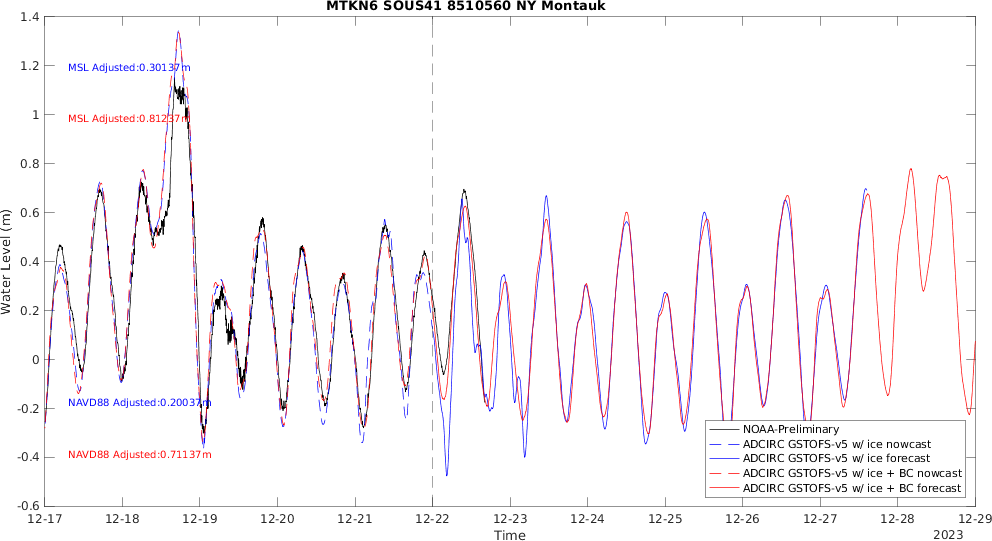 MTKN6 SOUS41 8510560 NY Montauk
1.4
1.2
1
0.8
0.6
0.4
0.2
0
-0.2
-0.4
-0.6
Water Level (m)
MSL Adjusted:0.30137m
MSL Adjusted:0.81237m
NAVD88 Adjusted:0.20037m
NAVD88 Adjusted:0.71137m
NOAA-Preliminary
ADCIRC GSTOFS-v5 w/ ice nowcast
ADCIRC GSTOFS-v5 w/ ice forecast
ADCIRC GSTOFS-v5 w/ ice + BC nowcast
ADCIRC GSTOFS-v5 w/ ice + BC forecast
12-17 12-18 12-19 12-20 12-21 12-22 12-23 12-24 12-25 12-26 12-27 12-28 12-29
Time
2023